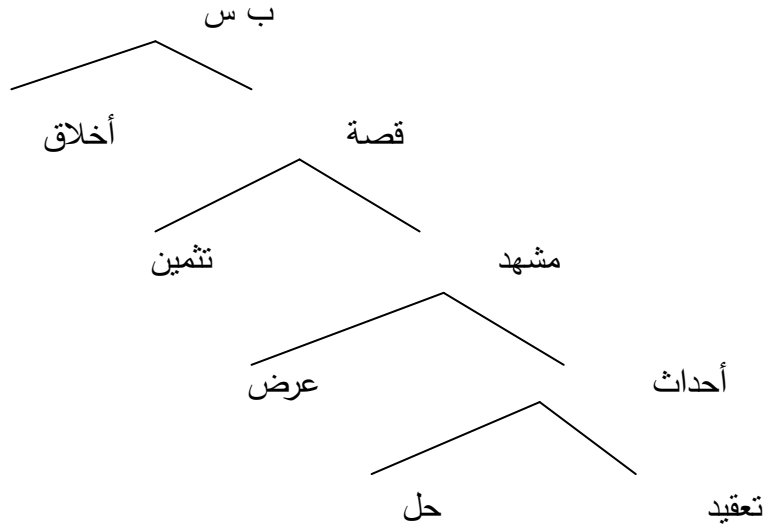 ب س
قصة أخلاق
مشهد تثمين
أحداث عرض
تعقيد حل